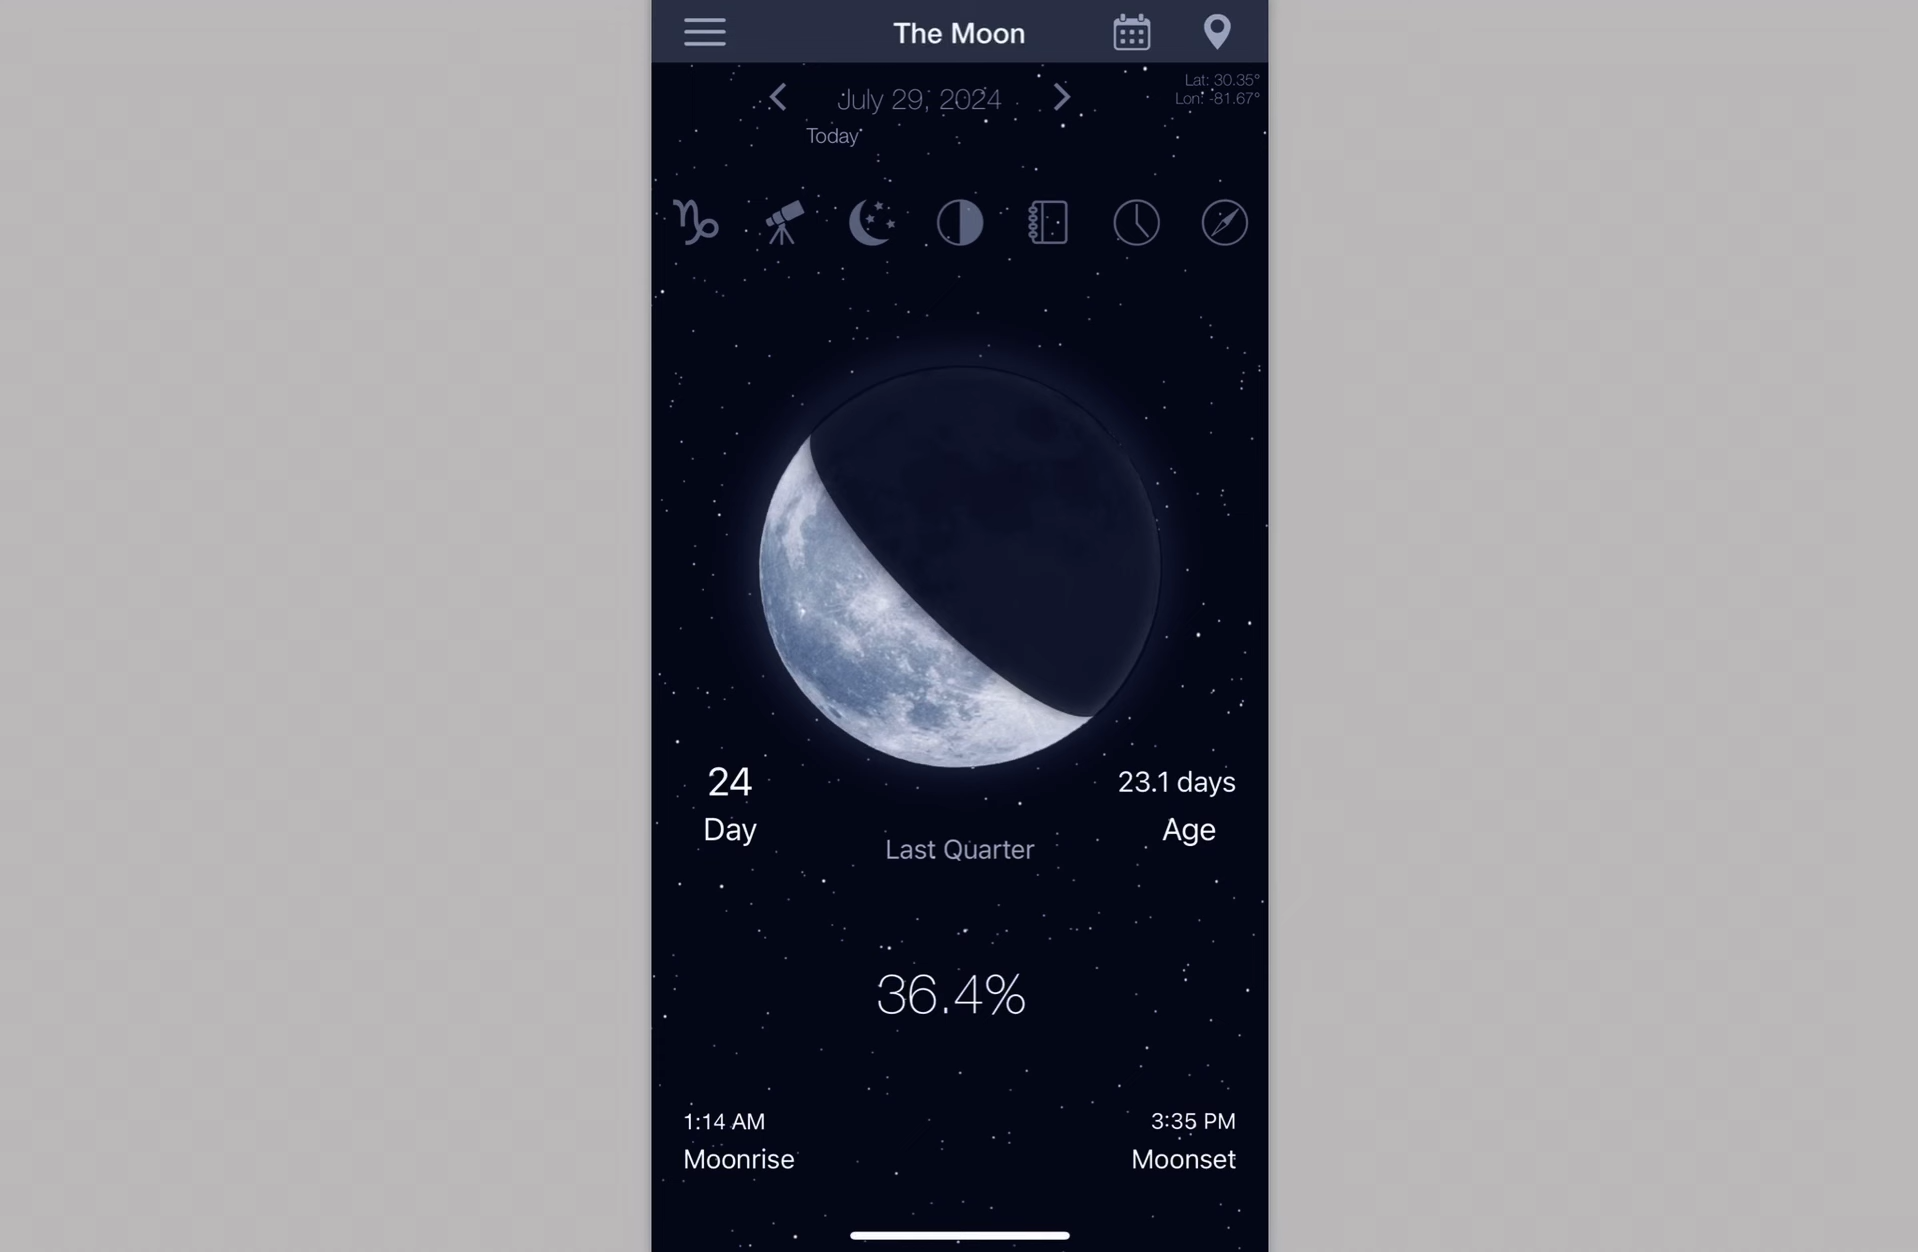 The Moon
Lat: 30.35°
Lon: -81.67°
July 29, 2024
Today
24
Day
23.1 days
Age
Last Quarter
36.4%
1:14 AM
Moonrise
3:35 PM
Moonset